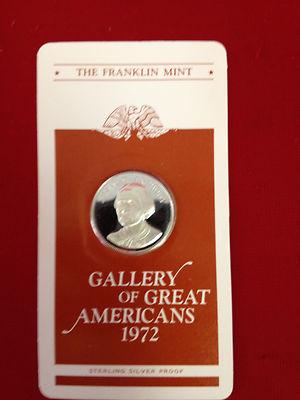 THE FRANKLIN MINT
GALLERY
OF GREAT
AMERICANS
1972
STERLING SILVER PROOF